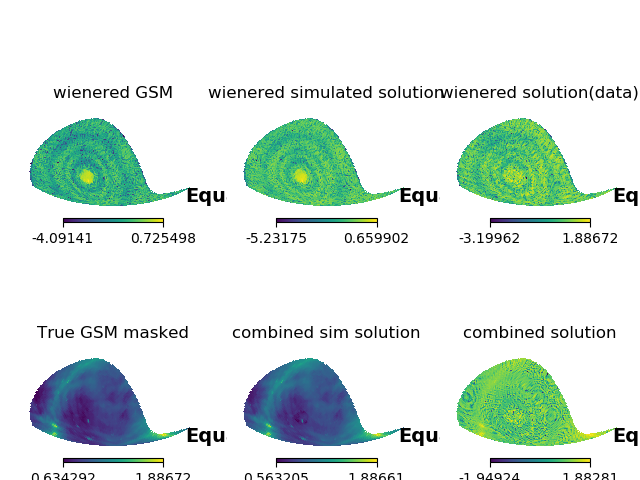 wienered GSM
wienered simulated solution
wienered solution(data)
Equ
Equ
Eq
-4.09141 0.725498
-5.23175 0.659902
-3.19962 1.88672
True GSM masked
combined sim solution
combined solution
Equ
Equ
Eq
0.634292 1.88672
0.563205 1.88661
-1.94924 1.88281